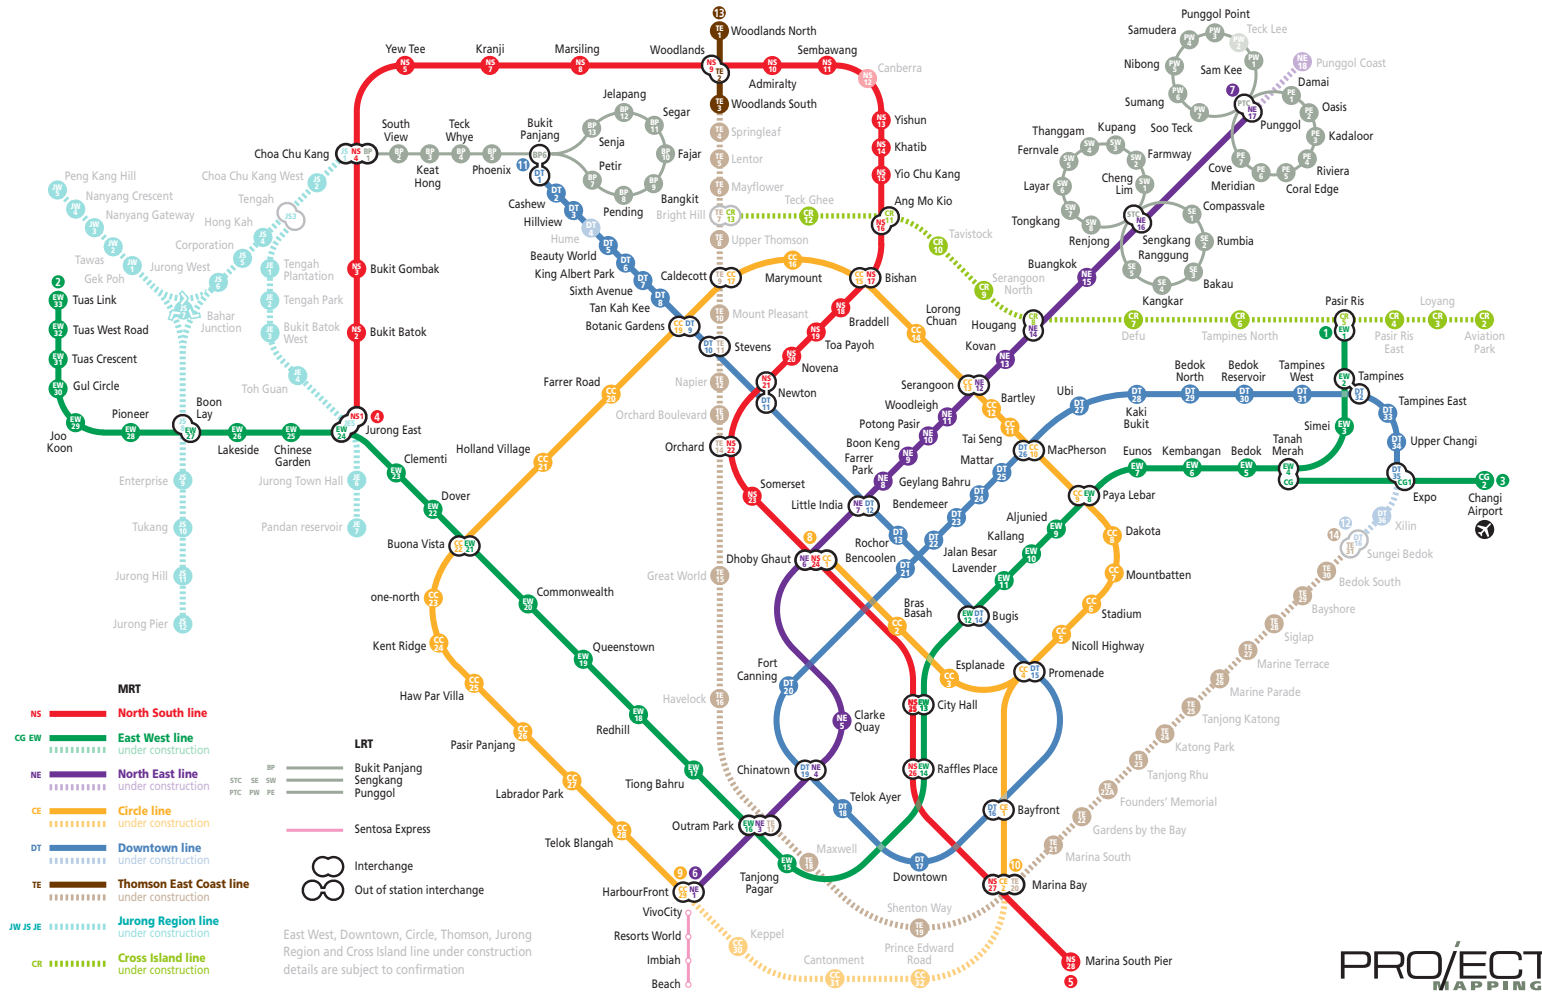 13
Punggol Point
Teck Lee
Samudera
Woodlands North
Yew Tee
Kranji
Marsiling
Woodlands
Sembawang
Canberra
Nibong
Sam Kee
Punggol Coast
Admiralty
Damai
Jelapang
Woodlands South
Sumang
Oasis
South
View
Teck
Whye
Bukit
Panjang
Segar
Senja
Yishun
Soo Teck
Punggol
Springleaf
Kadaloor
Thanggam
Kupang
Choa Chu Kang
Khatib
Fernvale
Farmway
Lentor
Fajar
Petir
Keat
Hong
Phoenix
Cove
Riviera
Meridian
Coral Edge
Yio Chu Kang
Cheng
Lim
Layar
Mayflower
Peng Kang Hill
Choa Chu Kang West
Nanyang Crescent
Tengah
Cashew
Bangkit
Pending
Bright Hill
Teck Ghee
Ang Mo Kio
Compassvale
Nanyang Gateway
Hong Kah
Hillview
Hume
Tongkang
Renjong
Sengkang
Rumbia
Upper Thomson
Tavistock
Ranggung
Corporation
Beauty World
Tawas
Jurong West
Gek Poh
Tengah
Plantation
Bukit Gombak
King Albert Park
Caldecott
Marymount
Bishan
Serangoon
North
Buangkok
Bakau
Kangkar
Sixth Avenue
Tuas Link
Tengah Park
Tan Kah Kee
Mount Pleasant
Lorong
Chuan
Pasir Ris
Loyang
Bahar
Junction
Botanic Gardens
Braddell
Hougang
Tuas West Road
Bukit Batok
West
Bukit Batok
Toa Payoh
Defu
Tampines North
Pasir Ris
East
Aviation
Park
Stevens
Kovan
Tuas Crescent
Novena
Bedok
North
Bedok
Reservoir
Tampines
West
Tampines
Gul Circle
Toh Guan
Farrer Road
Napier
Newton
Serangoon
Ubi
Bartley
Tampines East
Boon
Lay
Woodleigh
Kaki
Bukit
Pioneer
Orchard Boulevard
Potong Pasir
Simei
Joo
Koon
Lakeside
Chinese
Garden
Jurong East
Tai Seng
Upper Changi
Holland Village
Orchard
Boon Keng
MacPherson
Tanah
Merah
Farrer
Park
Mattar
Eunos
Kembangan
Bedok
Clementi
Enterprise
Jurong Town Hall
Somerset
Geylang Bahru
Paya Lebar
Expo
Changi
Airport
Dover
Little India
Bendemeer
Tukang
Pandan reservoir
Aljunied
Dakota
Xilin
Buona Vista
Rochor
Kallang
Dhoby Ghaut
Bencoolen
Jalan Besar
Sungei Bedok
Lavender
Jurong Hill
Great World
Mountbatten
Bedok South
Commonwealth
one-north
Bras
Basah
Bayshore
Stadium
Jurong Pier
Bugis
Siglap
Kent Ridge
Queenstown
Nicoll Highway
Fort
Canning
Esplanade
Marine Terrace
Promenade
Haw Par Villa
Marine Parade
Havelock
City Hall
Redhill
Clarke
Quay
Tanjong Katong
Pasir Panjang
Katong Park
Chinatown
Raffles Place
Tiong Bahru
Tanjong Rhu
Labrador Park
Telok Ayer
Bayfront
Founders' Memorial
Outram Park
Gardens by the Bay
Telok Blangah
Maxwell
Marina South
Tanjong
Pagar
Downtown
HarbourFront
Marina Bay
VivoCity
Shenton Way
Resorts World
Keppel
Prince Edward
Road
Imbiah
Cantonment
Marina South Pier
Beach
MRT
NS North South line
CG EW East West line
under construction
NE North East line
under construction
CE Circle line
under construction
DT Downtown line
under construction
TE Thomson East Coast line
under construction
JW JS JE Jurong Region line
under construction
CR Cross Island line
under construction
LRT
BP Bukit Panjang
STC SE SW Sengkang
PTC PW PE Punggol
Sentosa Express
Interchange
Out of station interchange
East West, Downtown, Circle, Thomson, Jurong
Region and Cross Island line under construction
details are subject to confirmation
PROJECT
MAPPING